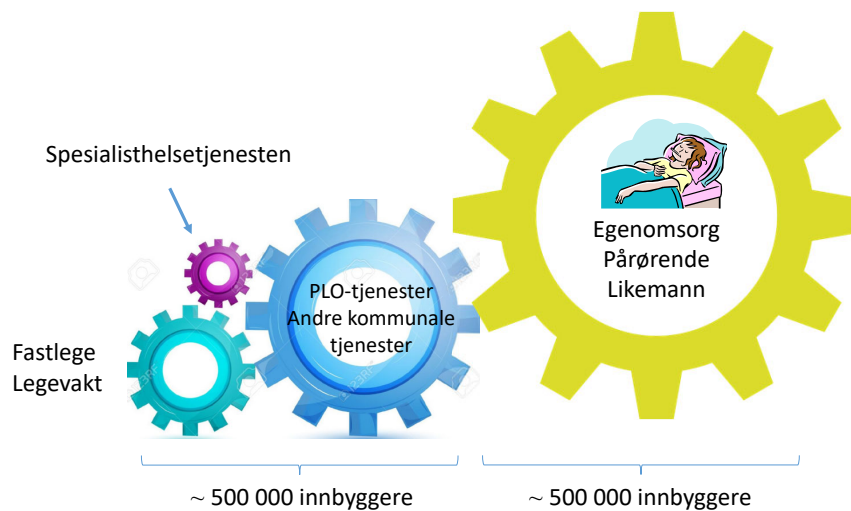 Spesialisthelsetjenesten
Fastlege
Legevakt
PLO-tjenester
Andre kommunale
tjenester
Egenomsorg
Pårørende
Likemann
~ 500 000 innbyggere
~ 500 000 innbyggere